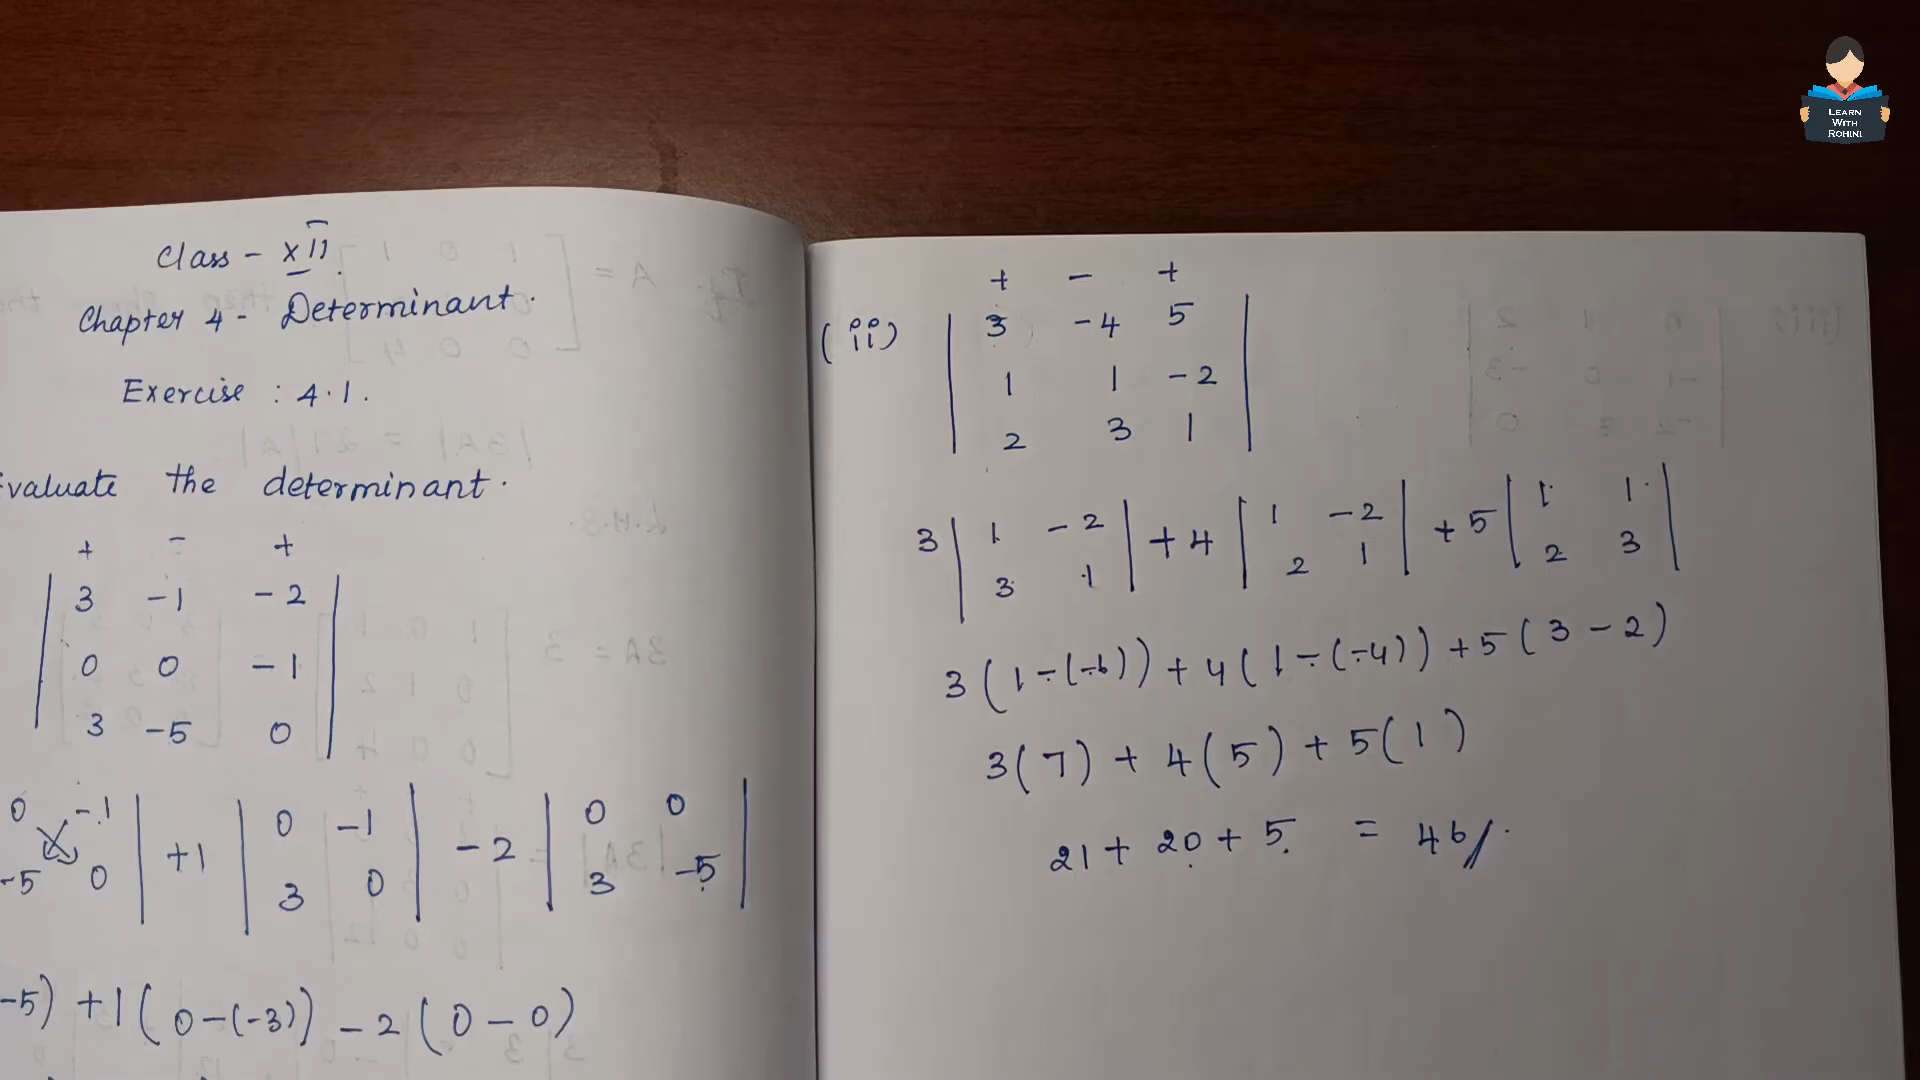 Class - XII
Chapter 4 - Determinant.
Exercise : 4.1.
Evaluate the determinant.
+ - +
3 -1 -2
0 0 -1
3 -5 0
0 -1 | +1 | 0 -1 | -2 | 0 0
-5 0 | 3 0 | 3 -5 |
-5) +1(0-(-3)) -2(0-0)
+ - +
(ii) | 3 -4 5 |
1 1 -2
2 3 1
3 | 1 -2 | +4 | 1 -2 | +5 | 1 1 |
3 1 | 2 1 | 2 3
3(1-(-6)) + 4(1-(-4)) +5(3-2)
3(7) + 4(5) + 5(1)
21 + 20 + 5. = 46//.
LEARN
WITH
ROHINI